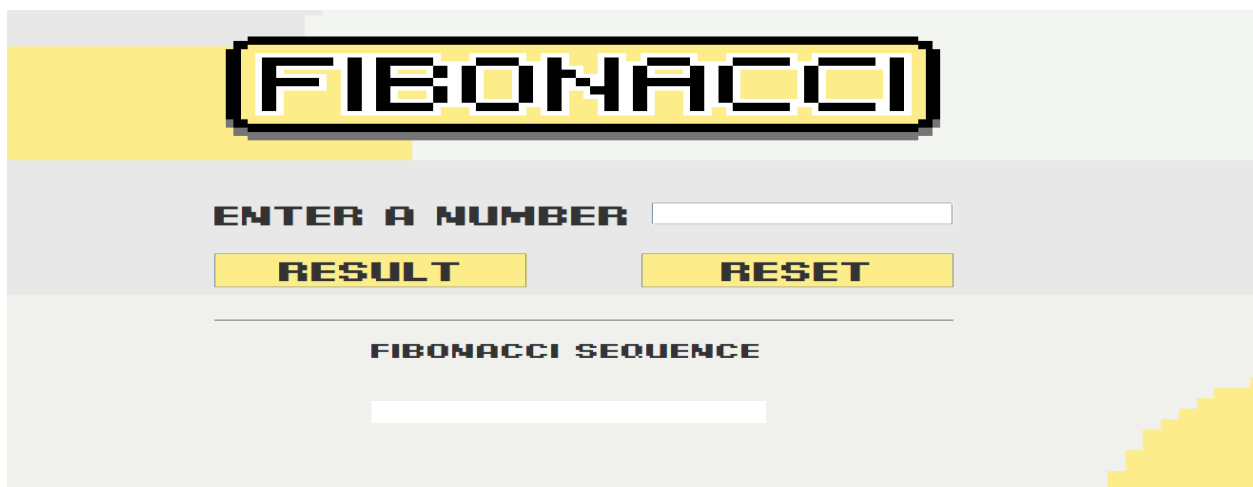 FIBONACCI
ENTER A NUMBER
RESULT RESET
FIBONACCI SEQUENCE